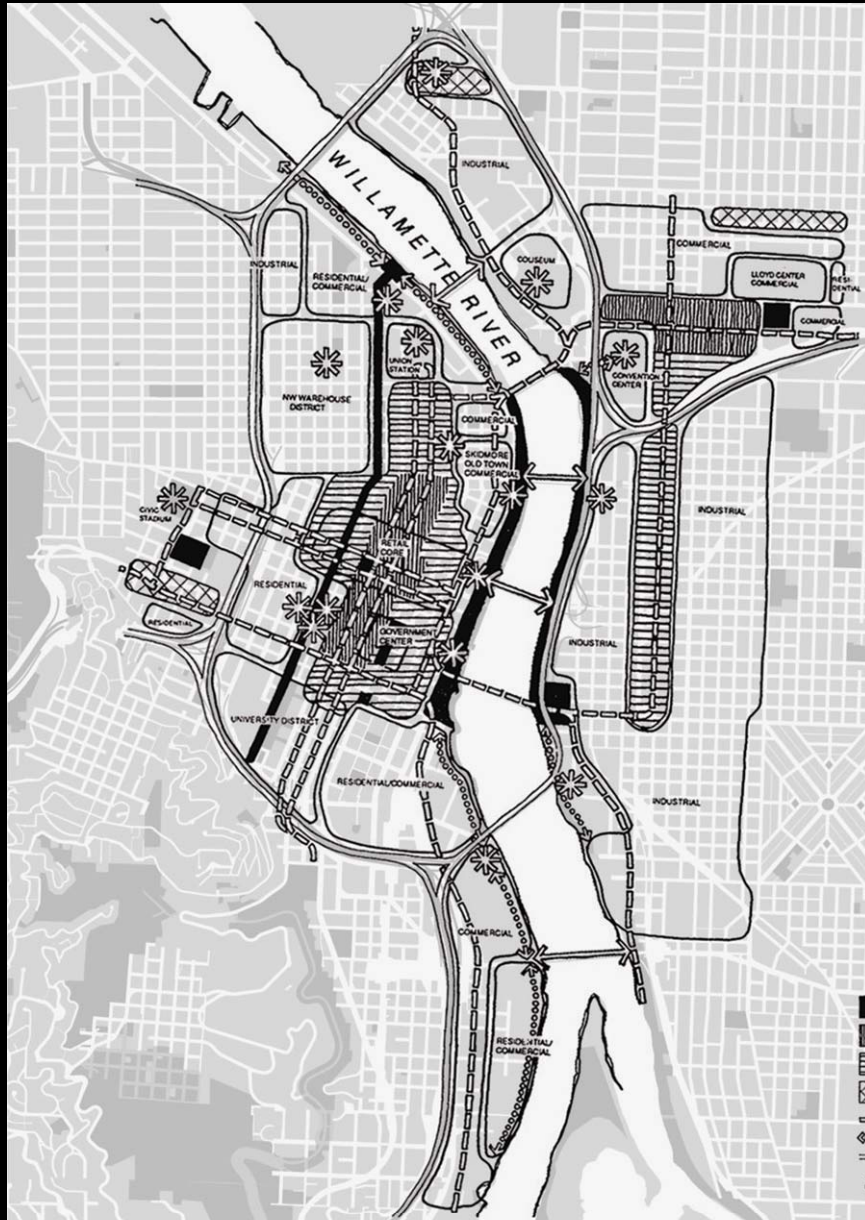 WILLAMETTE RIVER
INDUSTRIAL
COLISEUM
COMMERCIAL
LLOYD CENTER
COMMERCIAL
RESI-
DENTIAL
COMMERCIAL
INDUSTRIAL
RESIDENTIAL/
COMMERCIAL
UNION
STATION
CONVENTION
CENTER
NW WAREHOUSE
DISTRICT
COMMERCIAL
SKIDMORE
OLD TOWN
COMMERCIAL
CIVIC
STADIUM
INDUSTRIAL
RETAIL
CORE
RESIDENTIAL
RESIDENTIAL
GOVERNMENT
CENTER
INDUSTRIAL
UNIVERSITY DISTRICT
RESIDENTIAL/COMMERCIAL
INDUSTRIAL
COMMERCIAL
RESIDENTIAL/
COMMERCIAL